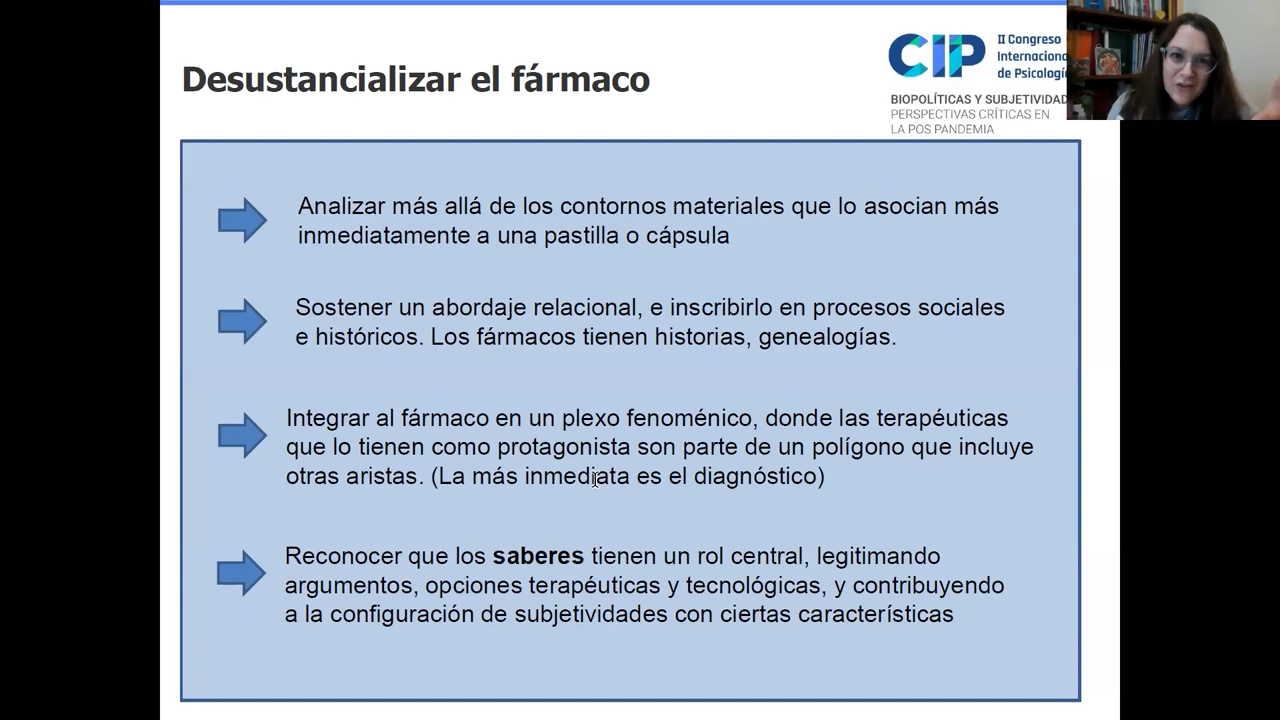 Desustancializar el fármaco
CIP
II Congreso
Internaciona
de Psicologí
BIOPOLÍTICAS Y SUBJETIVIDAD
PERSPECTIVAS CRÍTICAS EN
LA POS PANDEMIA
Analizar más allá de los contornos materiales que lo asocian más
inmediatamente a una pastilla o cápsula
Sostener un abordaje relacional, e inscribirlo en procesos sociales
e históricos. Los fármacos tienen historias, genealogías.
Integrar al fármaco en un plexo fenoménico, donde las terapéuticas
que lo tienen como protagonista son parte de un polígono que incluye
otras aristas. (La más inmediata es el diagnóstico)
Reconocer que los saberes tienen un rol central, legitimando
argumentos, opciones terapéuticas y tecnológicas, y contribuyendo
a la configuración de subjetividades con ciertas características